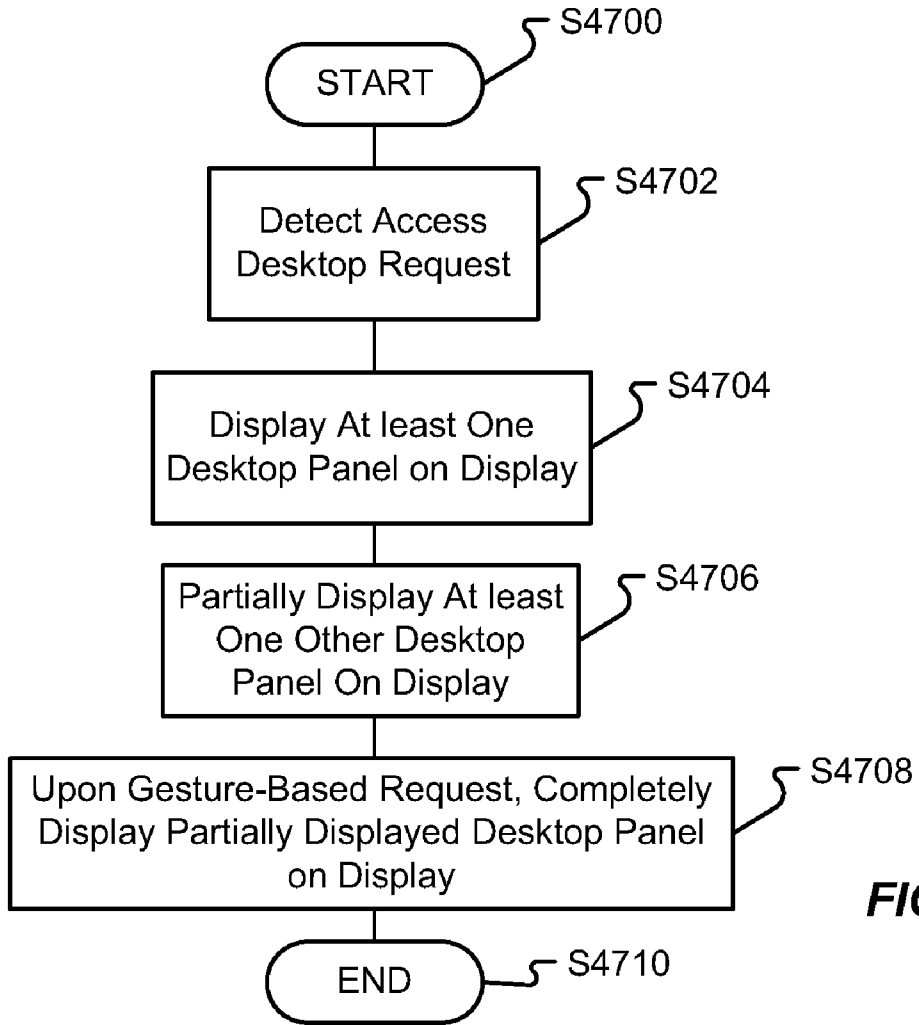 S4700
START
S4702
Detect Access
Desktop Request
S4704
Display At least One
Desktop Panel on Display
S4706
Partially Display At least
One Other Desktop
Panel On Display
S4708
Upon Gesture-Based Request, Completely
Display Partially Displayed Desktop Panel
on Display
S4710
END